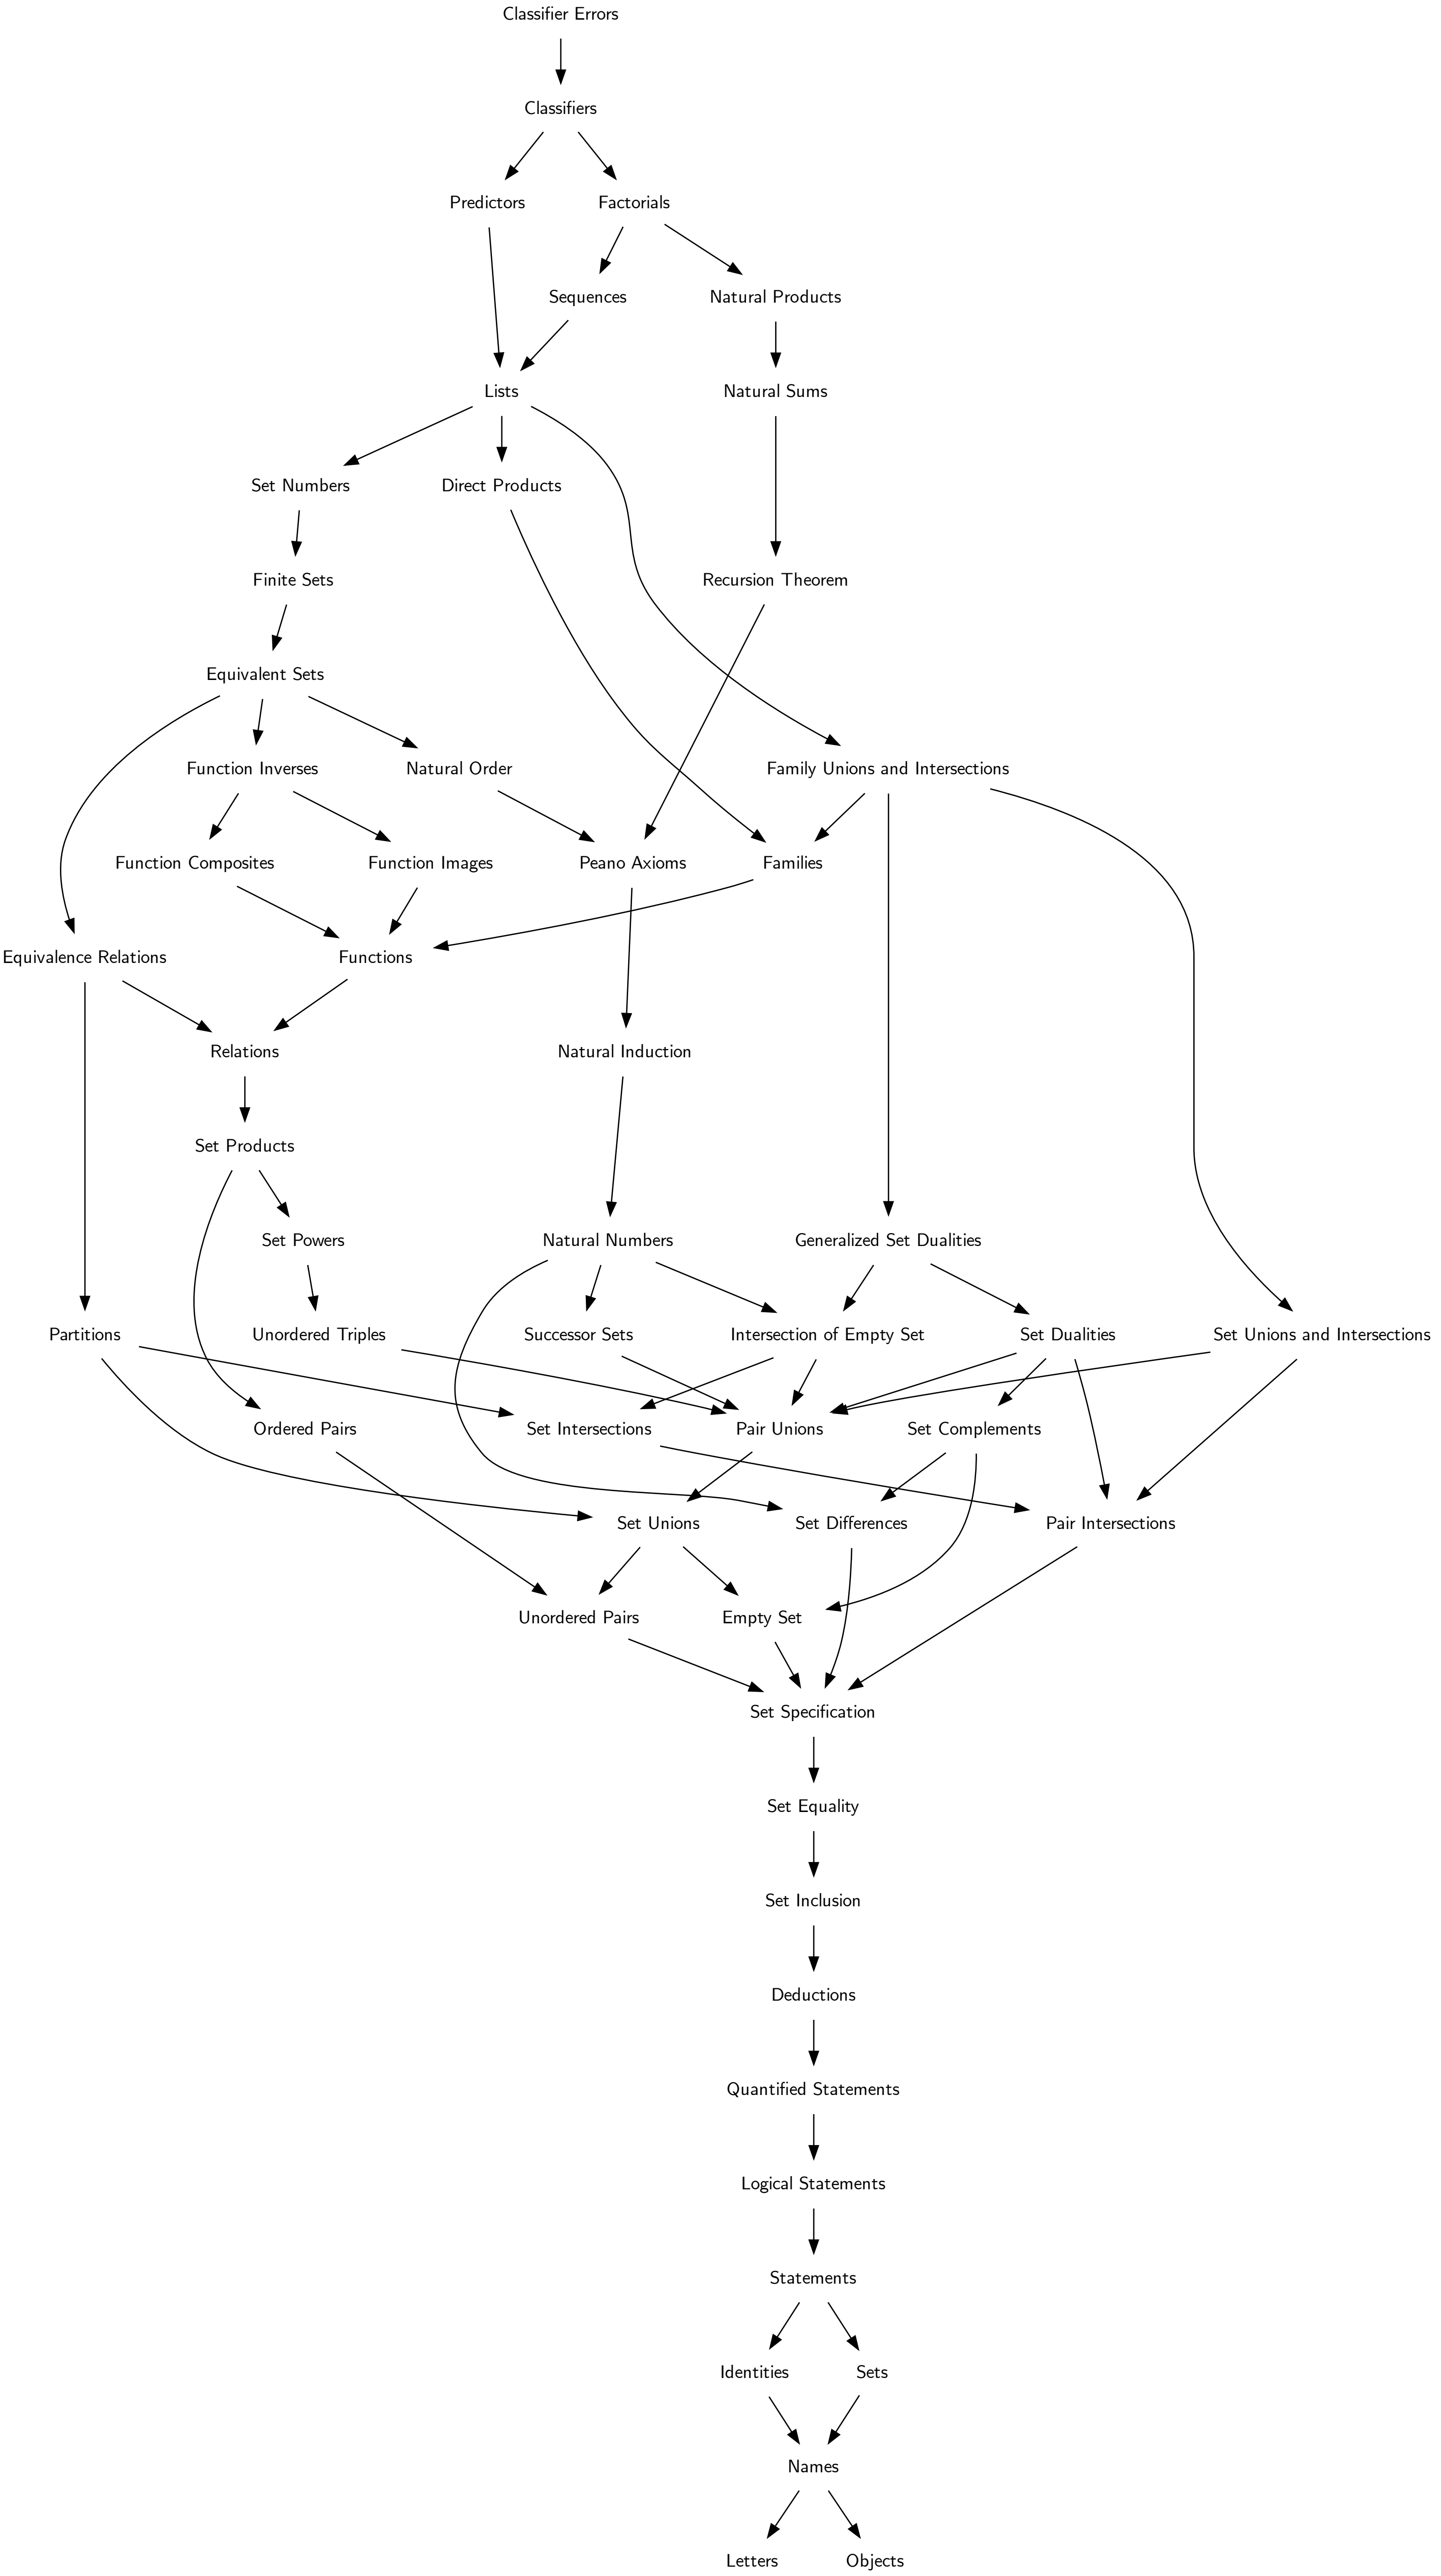 Classifier Errors
Classifiers
Predictors
Factorials
Sequences
Natural Products
Lists
Natural Sums
Set Numbers
Direct Products
Finite Sets
Recursion Theorem
Equivalent Sets
Function Inverses
Natural Order
Family Unions and Intersections
Function Composites
Function Images
Peano Axioms
Families
Equivalence Relations
Functions
Relations
Natural Induction
Set Products
Set Powers
Natural Numbers
Generalized Set Dualities
Partitions
Unordered Triples
Successor Sets
Intersection of Empty Set
Set Dualities
Set Unions and Intersections
Ordered Pairs
Set Intersections
Pair Unions
Set Complements
Set Unions
Set Differences
Pair Intersections
Unordered Pairs
Empty Set
Set Specification
Set Equality
Set Inclusion
Deductions
Quantified Statements
Logical Statements
Statements
Identities
Sets
Names
Letters
Objects